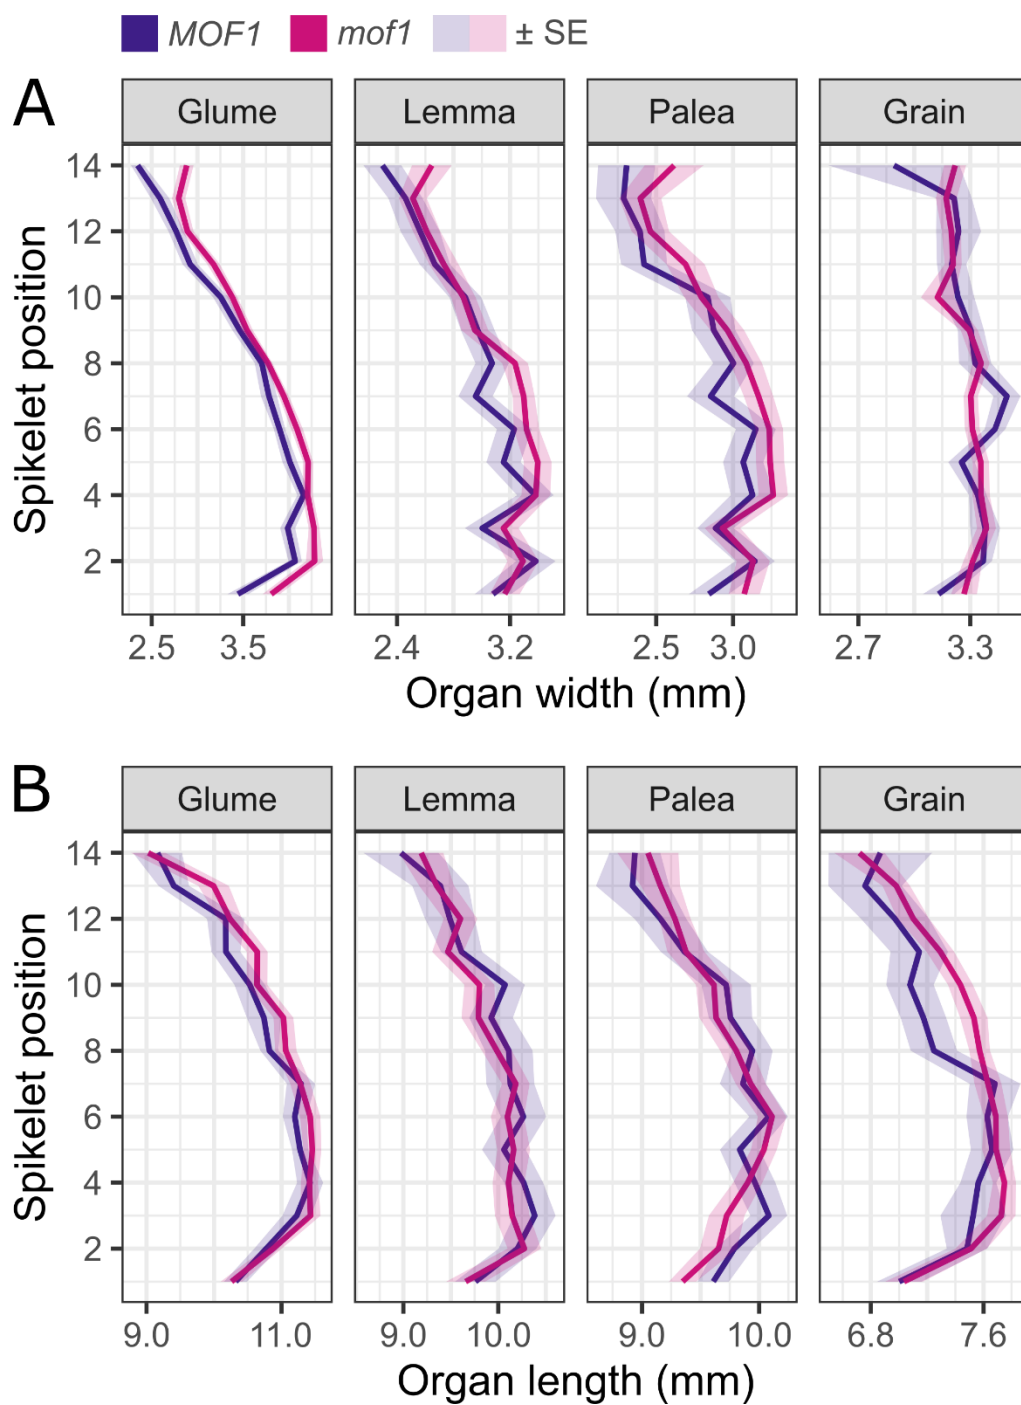 MOF1 mof1 ± SE
A
Glume Lemma Palea Grain
14
12
10
8
6
4
2
Spikelet position
2.5 3.5 2.4 3.2 2.5 3.0 2.7 3.3
Organ width (mm)
B
Glume Lemma Palea Grain
14
12
10
8
6
4
2
Spikelet position
9.0 11.0 9.0 10.0 9.0 10.0 6.8 7.6
Organ length (mm)